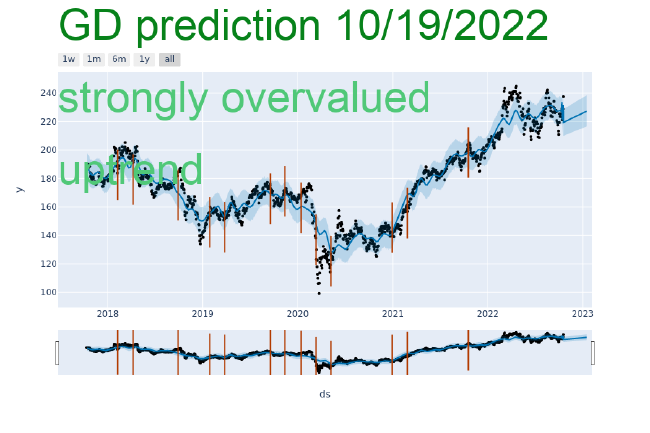 GD prediction 10/19/2022
1w 1m 6m 1y all
strongly overvalued
uptrend
240
220
200
180
160
140
120
100
y
2018 2019 2020 2021 2022 2023
ds